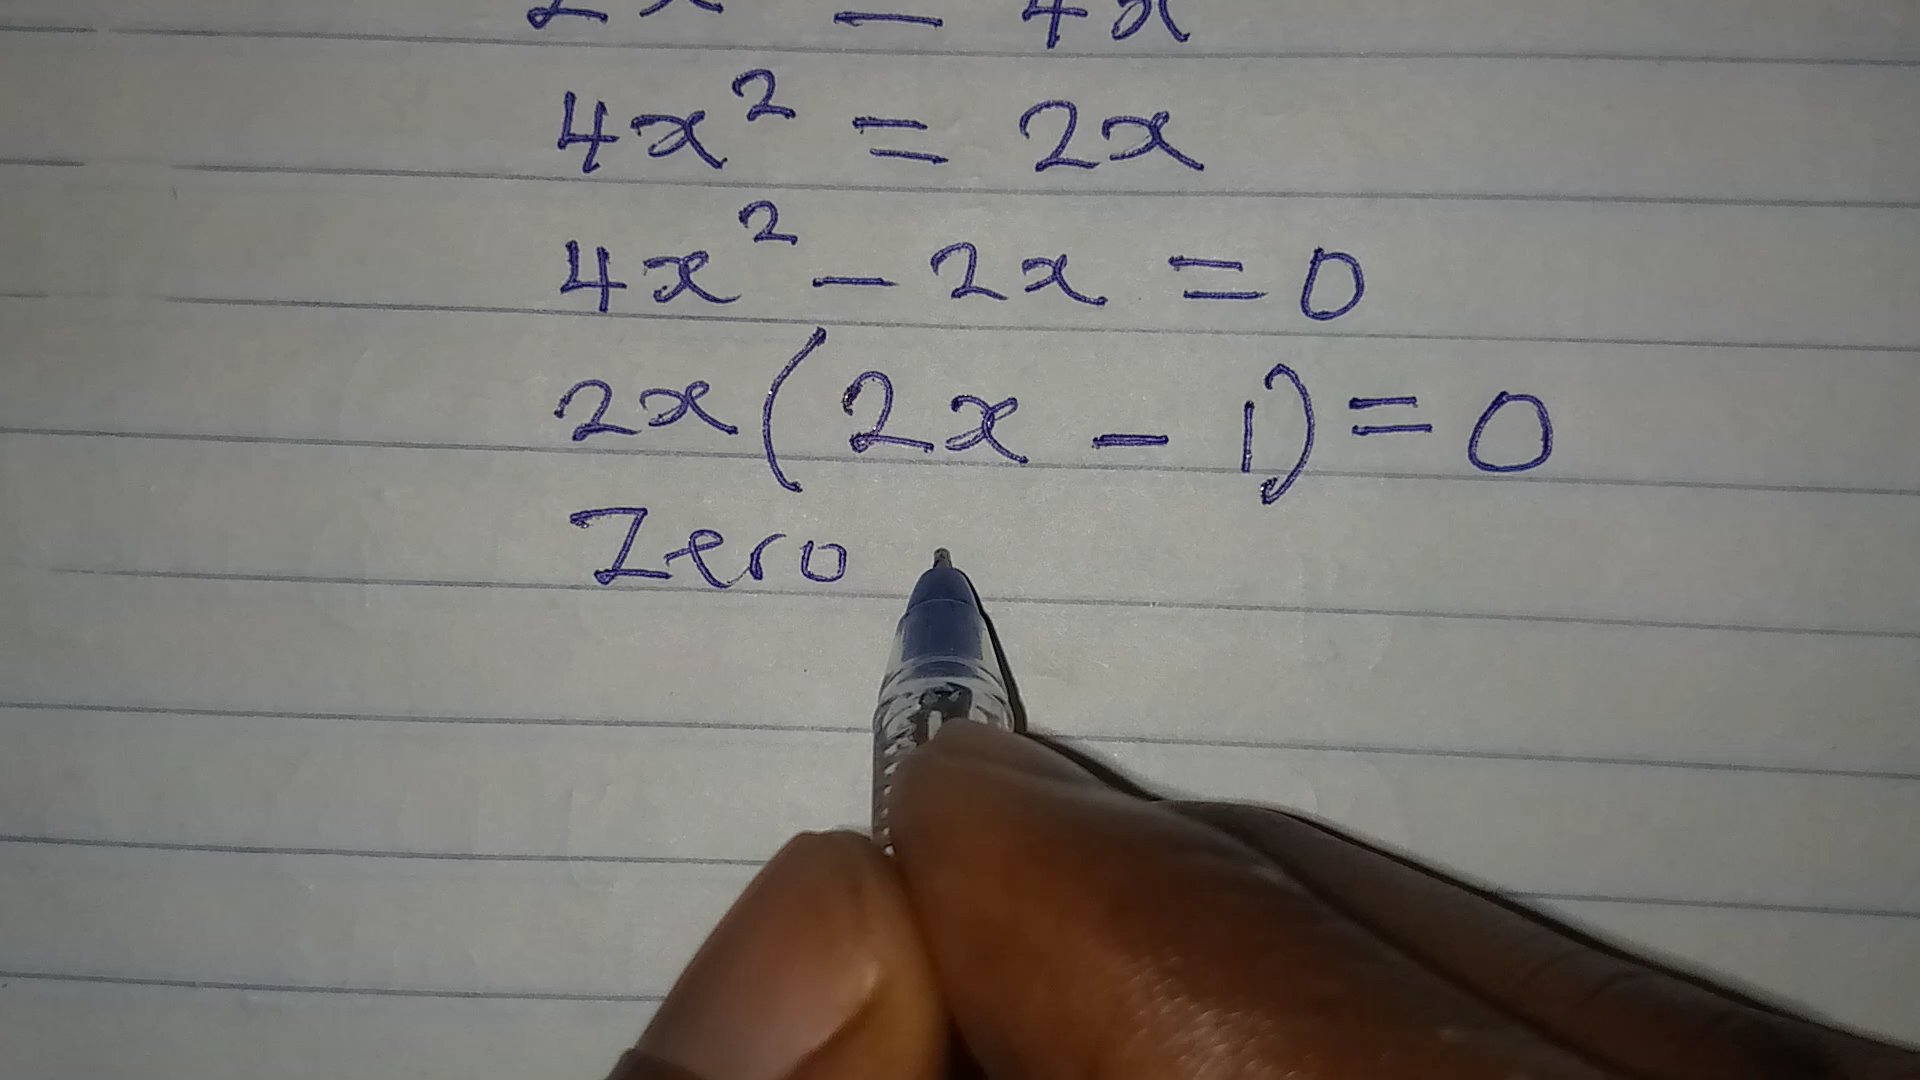 4x² = 2x
4x² - 2x = 0
2x(2x - 1) = 0
Zero